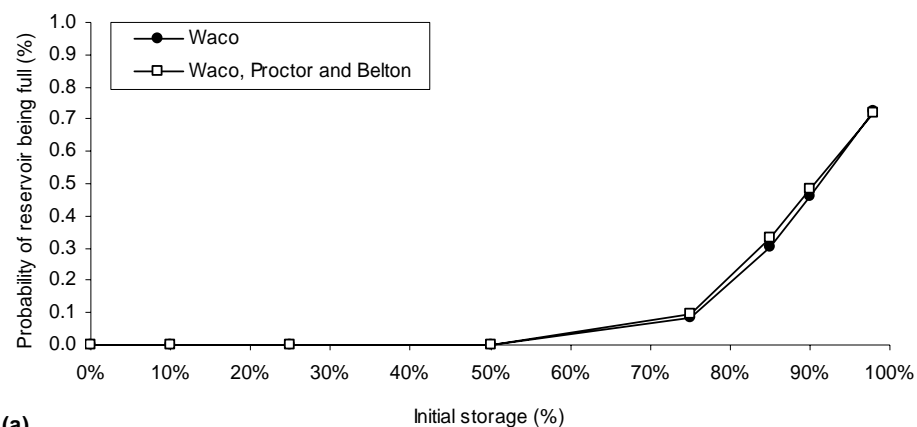 1.0
0.9
0.8
0.7
0.6
0.5
0.4
0.3
0.2
0.1
0.0
Probability of reservoir being full (%)
Waco
Waco, Proctor and Belton
0% 10% 20% 30% 40% 50% 60% 70% 80% 90% 100%
Initial storage (%)
(a)